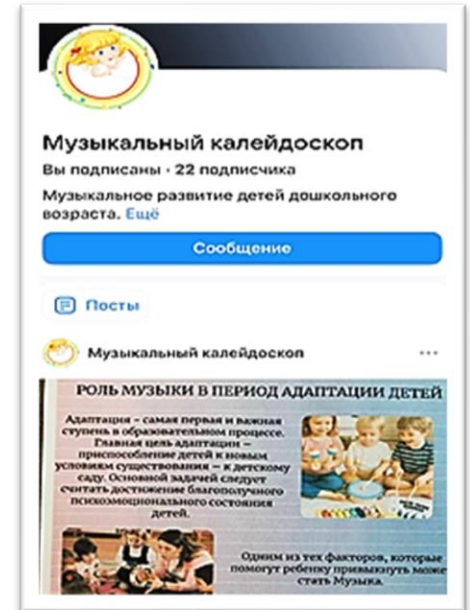 Музыкальный калейдоскоп
Вы подписаны · 22 подписчика
Музыкальное развитие детей дошкольного
возраста. Ещё
Сообщение
Посты
Музыкальный калейдоскоп
РОЛЬ МУЗЫКИ В ПЕРИОД АДАПТАЦИИ ДЕТЕЙ
Адаптация – самая первая и важная
ступень в образовательном процессе.
Главная цель адаптации –
приспособление детей к новым
условиям существования – к детскому
саду. Основной задачей следует
считать достижение благополучного
психоэмоционального состояния
детей.
Одним из тех факторов, которые
помогут ребенку привыкнуть може
стать Музыка.